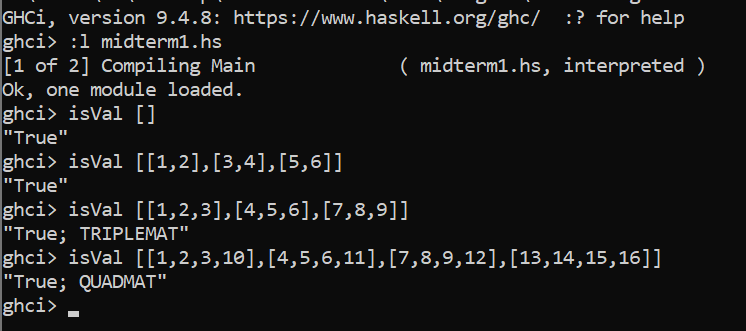 GHCi, version 9.4.8: https://www.haskell.org/ghc/  :? for help
ghci> :l midterm1.hs
[1 of 2] Compiling Main             ( midterm1.hs, interpreted )
Ok, one module loaded.
ghci> isVal []
"True"
ghci> isVal [[1,2],[3,4],[5,6]]
"True"
ghci> isVal [[1,2,3],[4,5,6],[7,8,9]]
"True; TRIPLEMAT"
ghci> isVal [[1,2,3,10],[4,5,6,11],[7,8,9,12],[13,14,15,16]]
"True; QUADMAT"
ghci>